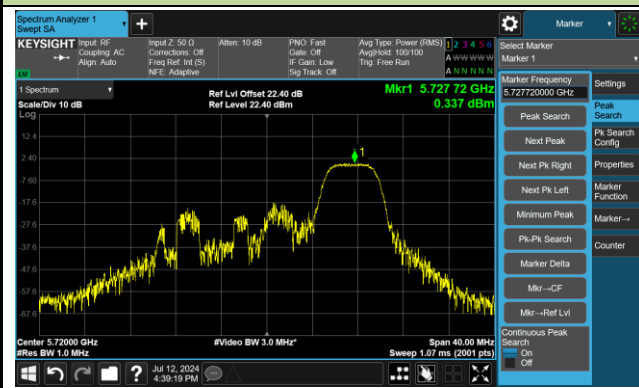 Spectrum Analyzer 1
Swept SA
+
Marker
KEYSIGHT
Input: RF
Coupling: AC
Align: Auto
Input Z: 50 Ω
Corrections: Off
Freq Ref: Int (S)
NFE: Adaptive
Atten: 10 dB
PNO: Fast
Gate: Off
IF Gain: Low
Sig Track: Off
Avg Type: Power (RMS)
Avg|Hold: 100/100
Trig: Free Run
1 2 3 4 5 6
A W W W W W
A N N N N N
Select Marker
Marker 1
Marker Frequency
5.727720000 GHz
Settings
Peak Search
Next Peak
Next Pk Right
Next Pk Left
Minimum Peak
Pk-Pk Search
Marker Delta
Mkr→CF
Mkr→Ref Lvl
Continuous Peak
Search
On
Off
Peak
Search
Pk Search
Config
Properties
Marker
Function
Marker→
Counter
1 Spectrum
Scale/Div 10 dB
Log
Ref Lvl Offset 22.40 dB
Ref Level 22.40 dBm
Mkr1 5.727 72 GHz
0.337 dBm
1
12.4
2.40
-7.60
-17.6
-27.6
-37.6
-47.6
-57.6
-67.6
Center 5.72000 GHz
#Res BW 1.0 MHz
#Video BW 3.0 MHz*
Span 40.00 MHz
Sweep 1.07 ms (2001 pts)
?
Jul 12, 2024
4:39:19 PM